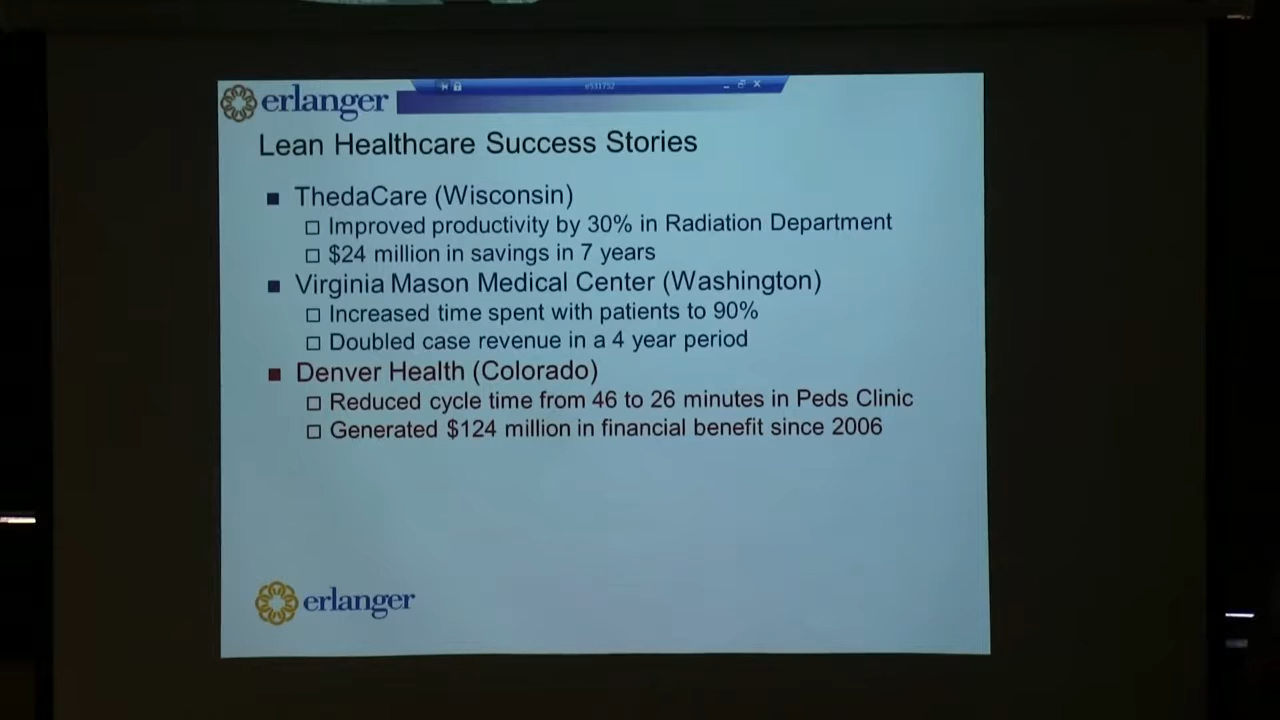 erlanger
Lean Healthcare Success Stories
ThedaCare (Wisconsin)
Improved productivity by 30% in Radiation Department
$24 million in savings in 7 years
Virginia Mason Medical Center (Washington)
Increased time spent with patients to 90%
Doubled case revenue in a 4 year period
Denver Health (Colorado)
Reduced cycle time from 46 to 26 minutes in Peds Clinic
Generated $124 million in financial benefit since 2006
erlanger